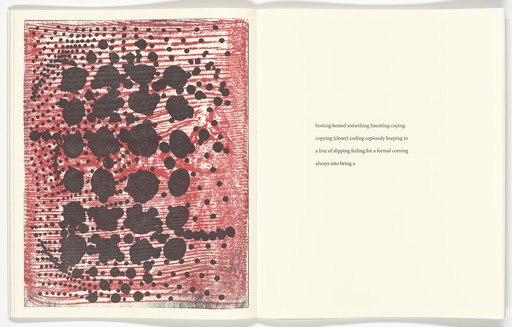 hosting hosted something haunting coping
copying (closer) coding copiously keeping to
a line of slipping feeling for a formal coming
always into being a